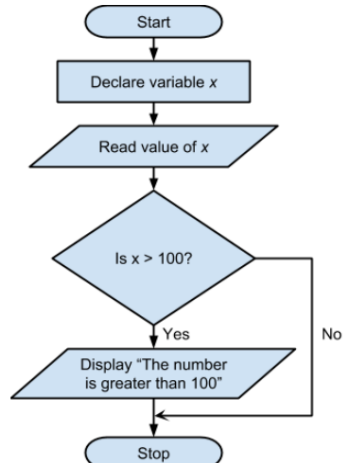 Start
Declare variable x
Read value of x
Is x > 100?
Yes
No
Display “The number
is greater than 100”
Stop